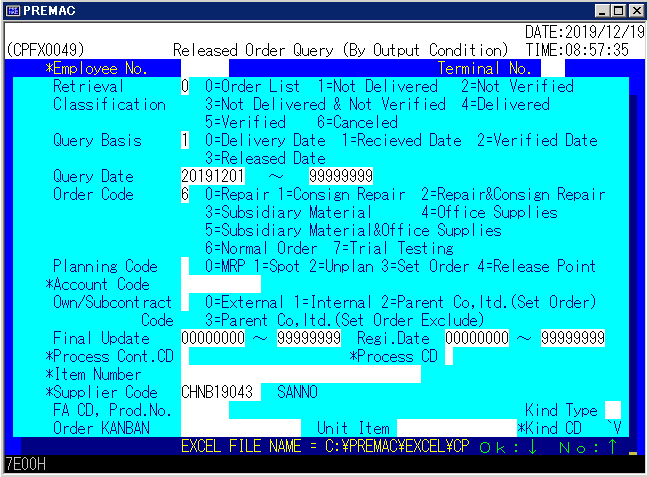 PREMAC
DATE:2019/12/19
(CPFX0049) Released Order Query (By Output Condition) TIME:08:57:35
*Employee No. Terminal No.
Retrieval 0 0=Order List 1=Not Delivered 2=Not Verified
Classification 3=Not Delivered & Not Verified 4=Delivered
5=Verified 6=Canceled
Query Basis 1 0=Delivery Date 1=Recieved Date 2=Verified Date
3=Released Date
Query Date 20191201 ～ 99999999
Order Code 6 0=Repair 1=Consign Repair 2=Repair&Consign Repair
3=Subsidiary Material 4=Office Supplies
5=Subsidiary Material&Office Supplies
6=Normal Order 7=Trial Testing
Planning Code 0=MRP 1=Spot 2=Unplan 3=Set Order 4=Release Point
*Account Code
Own/Subcontract 0=External 1=Internal 2=Parent Co,ltd.(Set Order)
Code 3=Parent Co,ltd.(Set Order Exclude)
Final Update 00000000 ～ 99999999 Regi.Date 00000000 ～ 99999999
*Process Cont.CD *Process CD
*Item Number
*Supplier Code CHNB19043 SANNO
FA CD, Prod.No. Kind Type
Order KANBAN Unit Item *Kind CD `V
EXCEL FILE NAME = C:¥PREMAC¥EXCEL¥CP Ｏｋ：↓ Ｎｏ：↑
7E00H